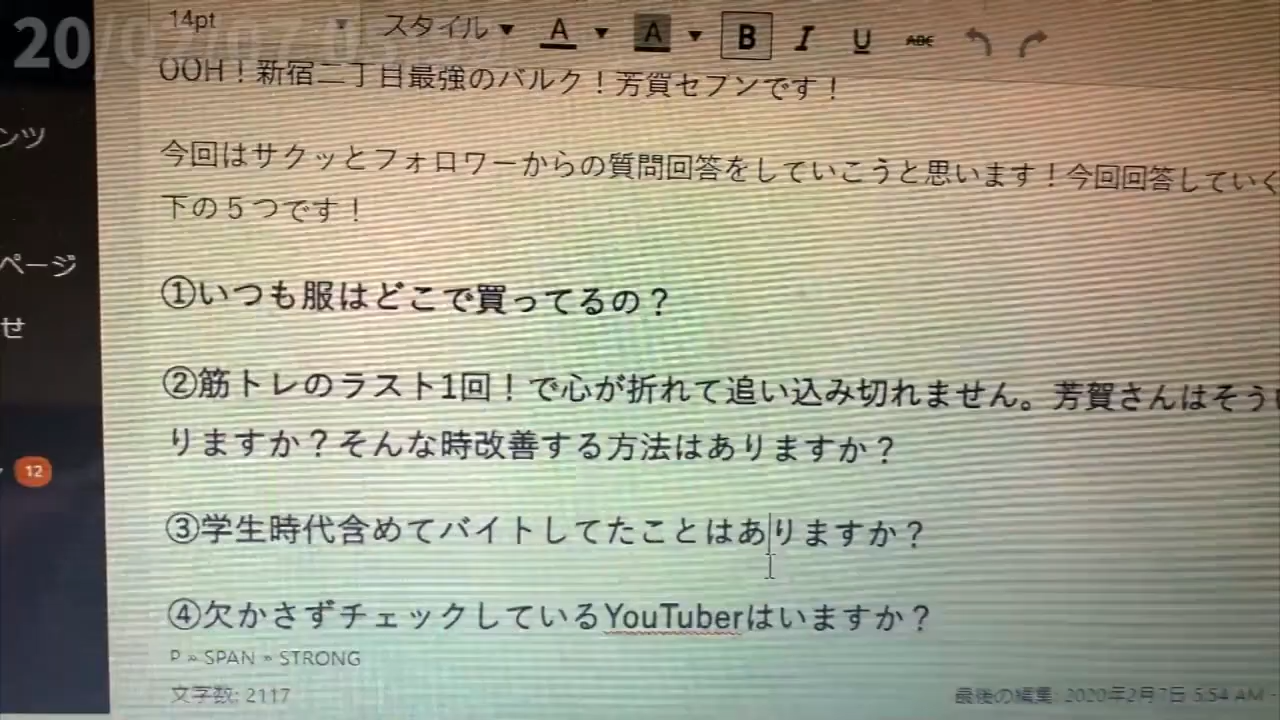 14pt スタイル A A B I U ABC
20/02/07
OOH！新宿二丁目最強のバルク！芳賀セブンです！
ンツ
今回はサクッとフォロワーからの質問回答をしていこうと思います！今回回答していく
下の５つです！
ページ
①いつも服はどこで買ってるの？
せ
②筋トレのラスト1回！で心が折れて追い込み切れません。芳賀さんはそう
りますか？そんな時改善する方法はありますか？
12
③学生時代含めてバイトしてたことはありますか？
④欠かさずチェックしているYouTuberはいますか？
P » SPAN » STRONG
文字数: 2117
最後の編集: 2020年2月7日 5:54 AM